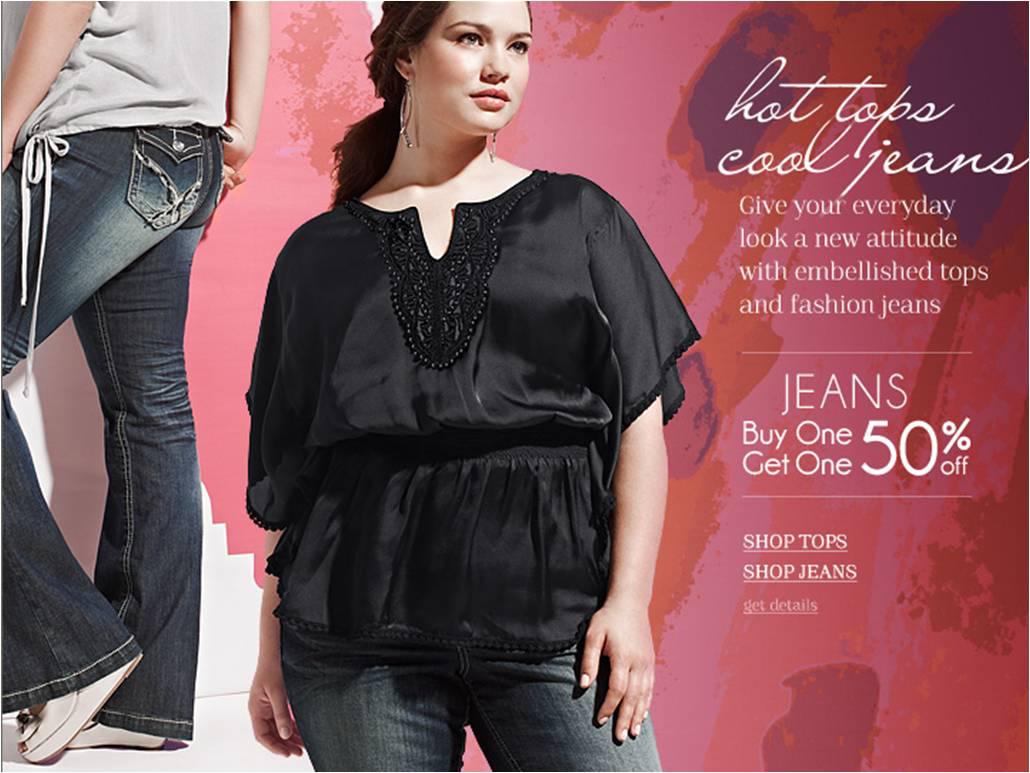 hot tops
cool jeans
Give your everyday
look a new attitude
with embellished tops
and fashion jeans
JEANS
Buy One
Get One 50% off
SHOP TOPS
SHOP JEANS
get details